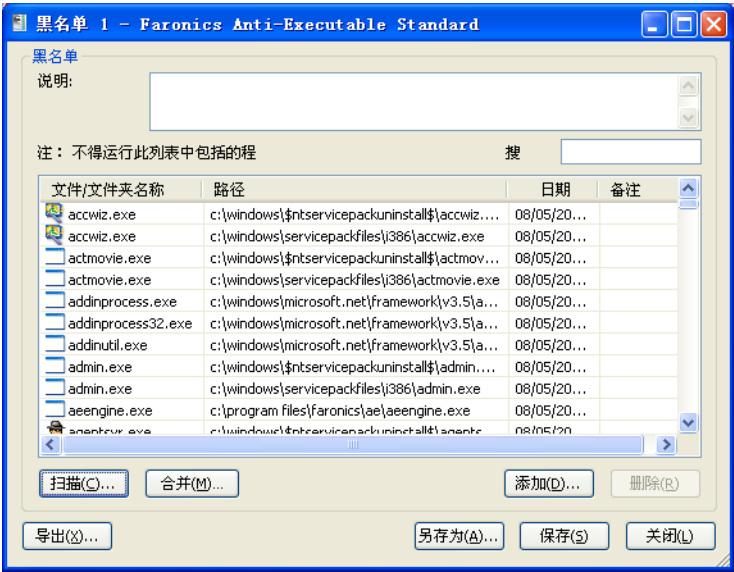 黑名单 1 - Faronics Anti-Executable Standard
黑名单
说明:
注： 不得运行此列表中包括的程 搜
文件/文件夹名称 路径 日期 备注
accwiz.exe c:\windows\$ntservicepackuninstall$\accwiz.... 08/05/20...
accwiz.exe c:\windows\servicepackfiles\i386\accwiz.exe 08/05/20...
actmovie.exe c:\windows\$ntservicepackuninstall$\actmov... 08/05/20...
actmovie.exe c:\windows\servicepackfiles\i386\actmovie.exe 08/05/20...
addinprocess.exe c:\windows\microsoft.net\framework\v3.5\a... 08/05/20...
addinprocess32.exe c:\windows\microsoft.net\framework\v3.5\a... 08/05/20...
addinutil.exe c:\windows\microsoft.net\framework\v3.5\a... 08/05/20...
admin.exe c:\windows\$ntservicepackuninstall$\admin.... 08/05/20...
admin.exe c:\windows\servicepackfiles\i386\admin.exe 08/05/20...
aeengine.exe c:\program files\faronics\ae\aeengine.exe 08/05/20...
agentsvr.exe c:\windows\$ntservicepackuninstall$\agents 08/05/20
扫描(C)... 合并(M)... 添加(D)... 删除(R)
导出(X)... 另存为(A)... 保存(S) 关闭(L)